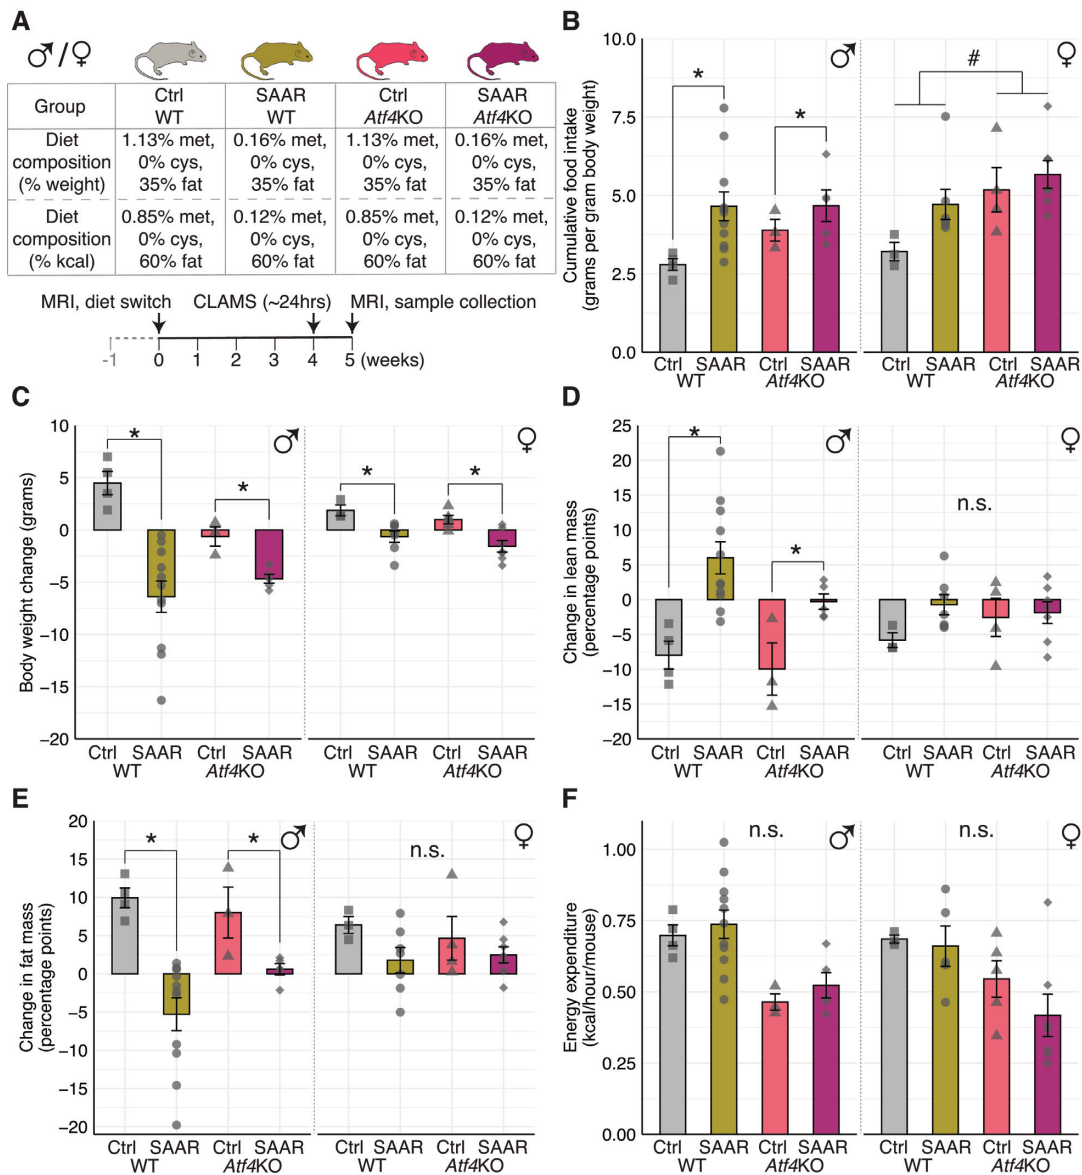 A
♂/♀
Group
Ctrl WT
SAAR WT
Ctrl Atf4KO
SAAR Atf4KO
Diet composition (% weight)
1.13% met, 0% cys, 35% fat
0.16% met, 0% cys, 35% fat
1.13% met, 0% cys, 35% fat
0.16% met, 0% cys, 35% fat
Diet composition (% kcal)
0.85% met, 0% cys, 60% fat
0.12% met, 0% cys, 60% fat
0.85% met, 0% cys, 60% fat
0.12% met, 0% cys, 60% fat
MRI, diet switch
CLAMS (~24hrs)
MRI, sample collection
-1 0 1 2 3 4 5 (weeks)
B
Cumulative food intake
(grams per gram body weight)
10.0
7.5
5.0
2.5
0.0
* * ♂
# ♀
Ctrl SAAR Ctrl SAAR Ctrl SAAR Ctrl SAAR
WT Atf4KO WT Atf4KO
C
Body weight change (grams)
10
5
0
−5
−10
−15
−20
* * ♂
* * ♀
Ctrl SAAR Ctrl SAAR Ctrl SAAR Ctrl SAAR
WT Atf4KO WT Atf4KO
D
Change in lean mass
(percentage points)
25
20
15
10
5
0
−5
−10
−15
−20
* * ♂
n.s. ♀
Ctrl SAAR Ctrl SAAR Ctrl SAAR Ctrl SAAR
WT Atf4KO WT Atf4KO
E
Change in fat mass
(percentage points)
20
15
10
5
0
−5
−10
−15
−20
* * ♂
n.s. ♀
Ctrl SAAR Ctrl SAAR Ctrl SAAR Ctrl SAAR
WT Atf4KO WT Atf4KO
F
Energy expenditure
(kcal/hour/mouse)
1.00
0.75
0.50
0.25
0.00
n.s. ♂
n.s. ♀
Ctrl SAAR Ctrl SAAR Ctrl SAAR Ctrl SAAR
WT Atf4KO WT Atf4KO